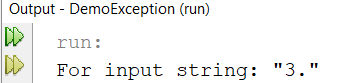 Output - DemoException (run)
run:
For input string: "3."